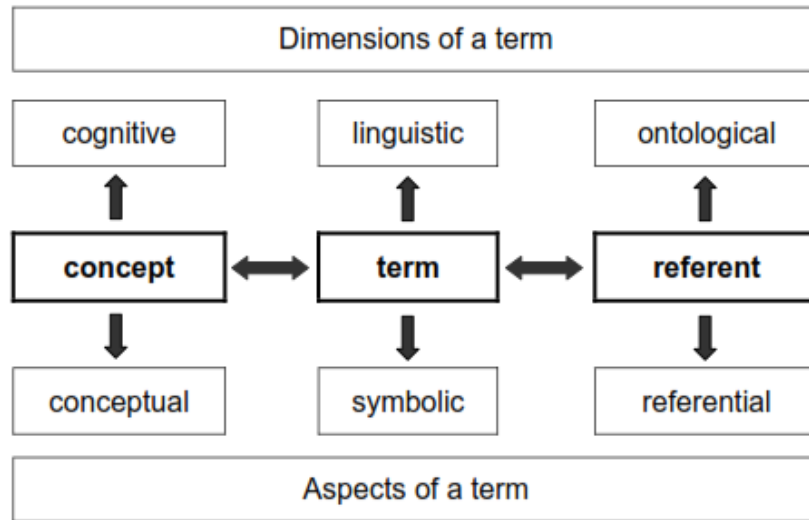 Dimensions of a term
cognitive linguistic ontological
concept term referent
conceptual symbolic referential
Aspects of a term